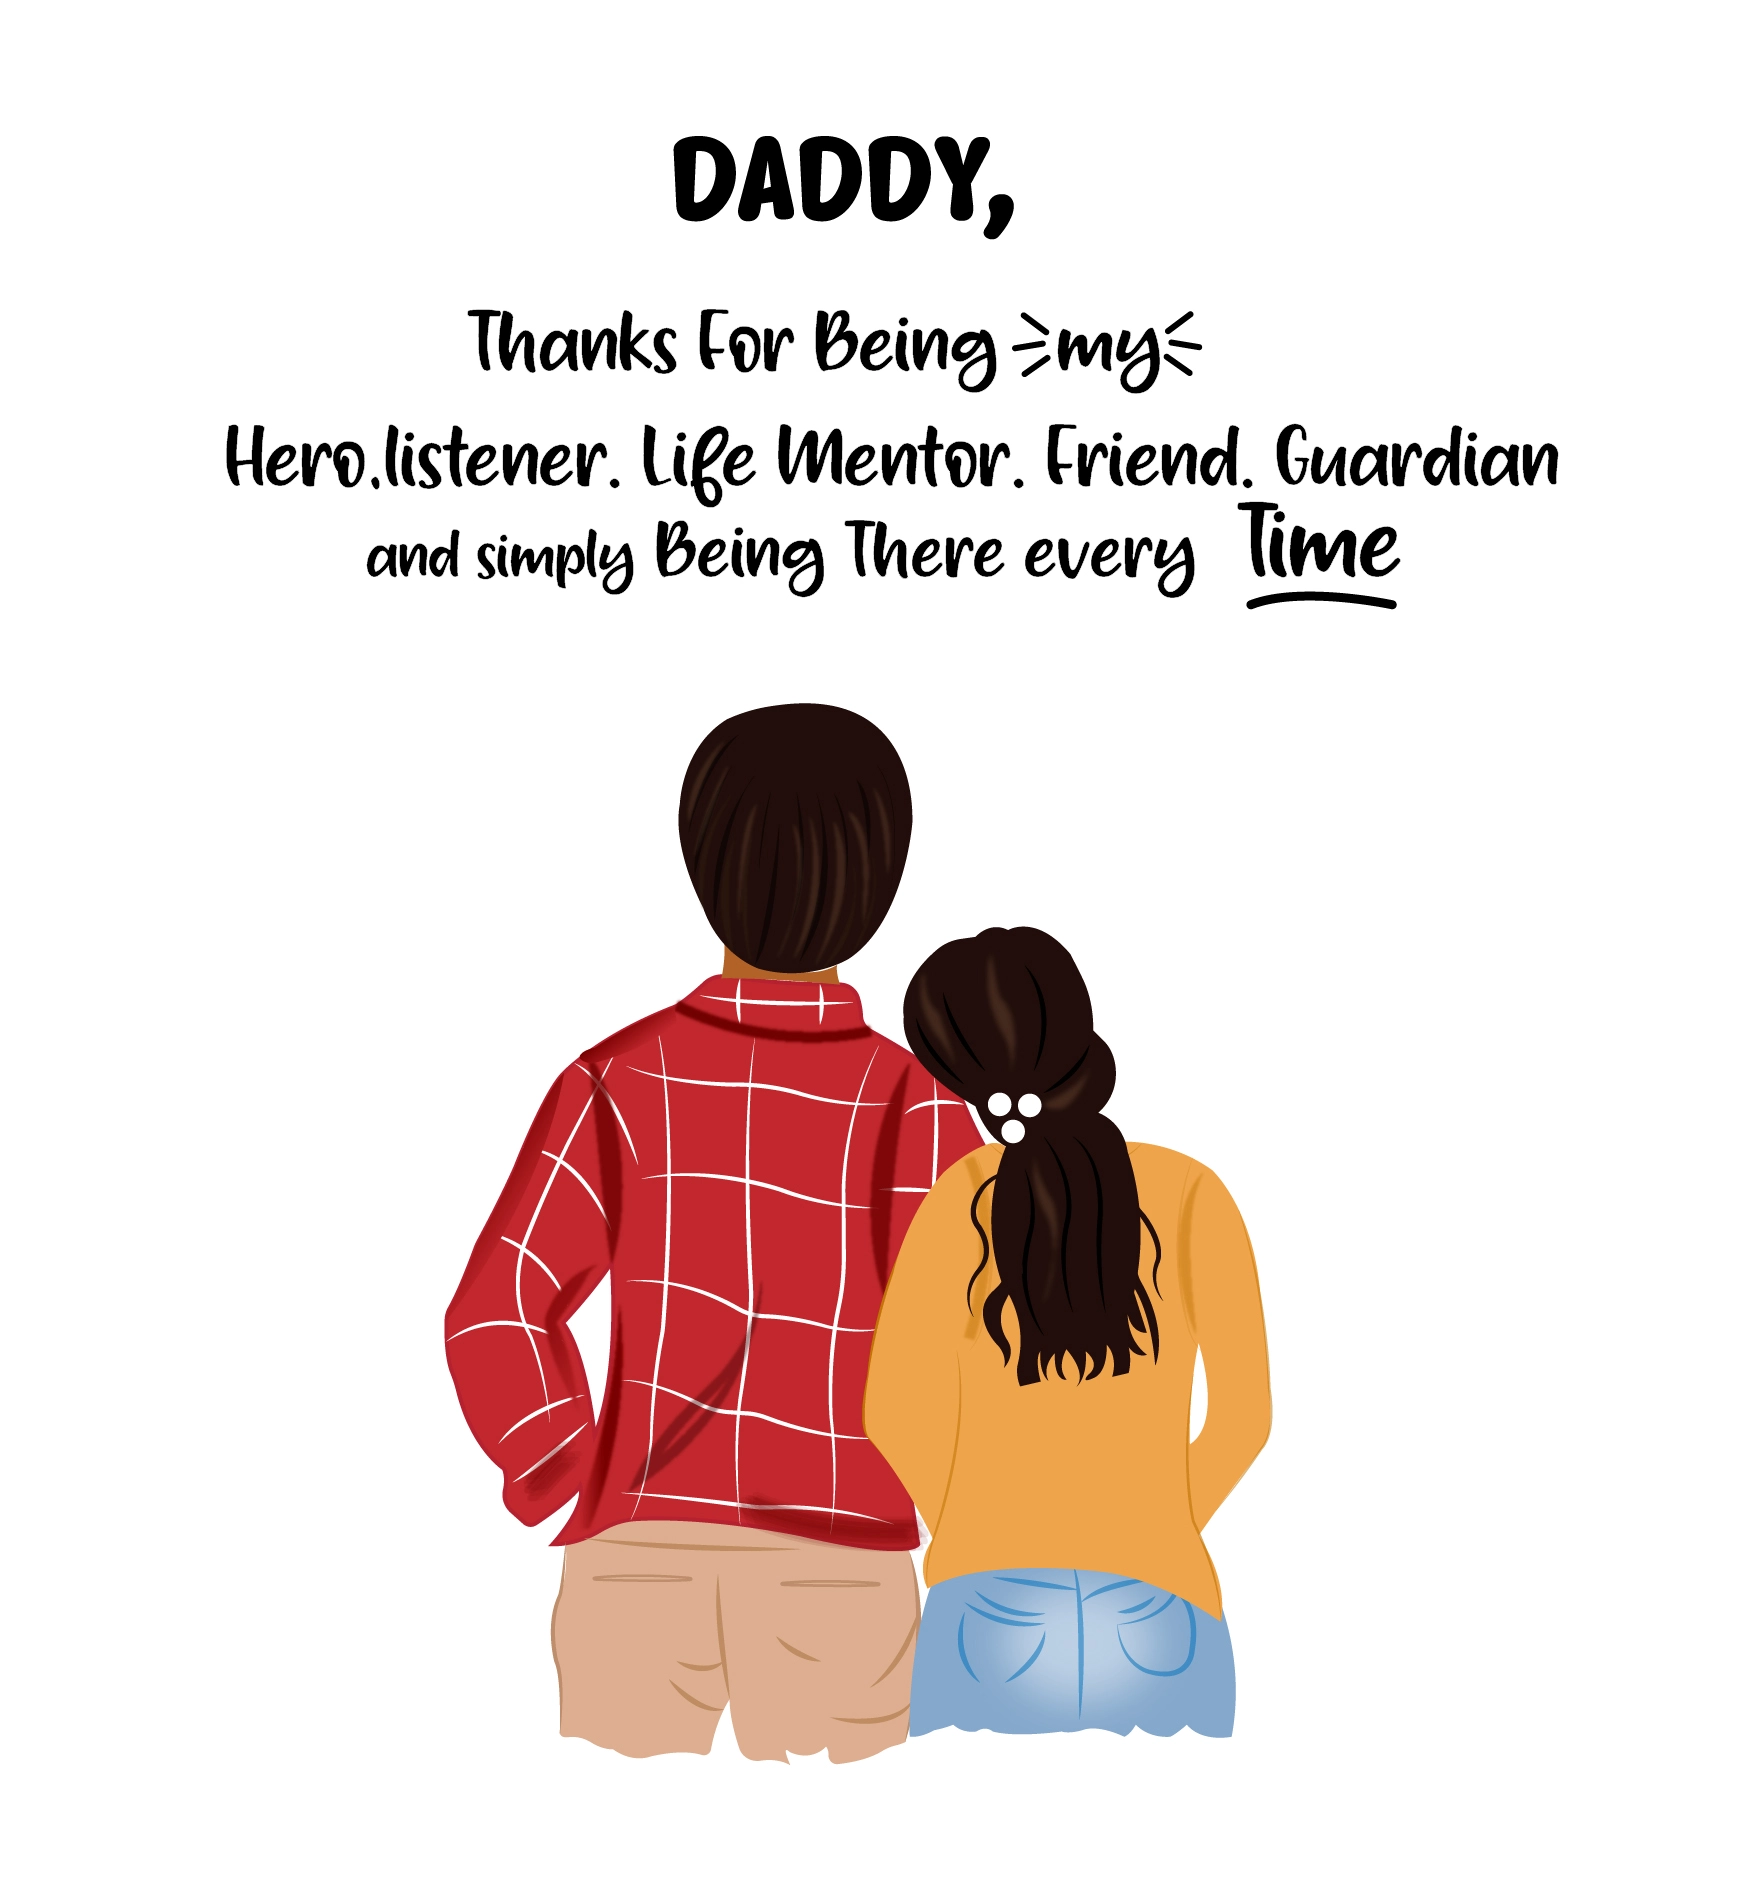 DADDY,
Thanks For Being my
Hero.listener. Life Mentor. Friend. Guardian
and simply Being There every Time